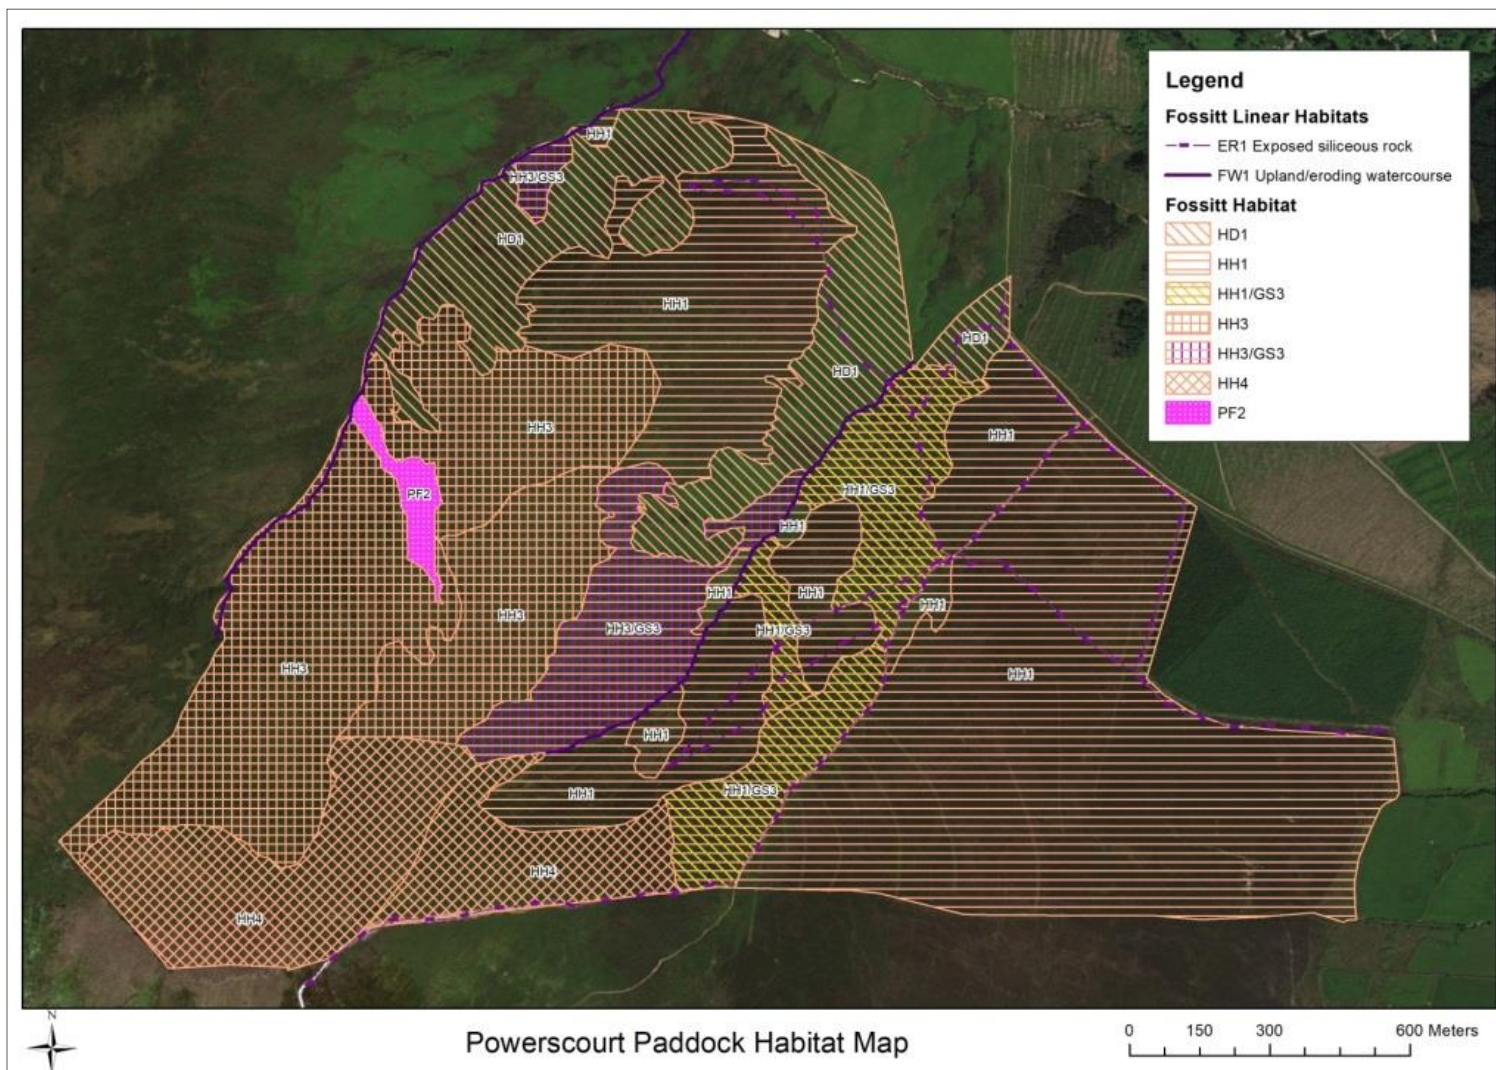 Legend
Fossitt Linear Habitats
ER1 Exposed siliceous rock
FW1 Upland/eroding watercourse
Fossitt Habitat
HD1
HH1
HH1/GS3
HH3
HH3/GS3
HH4
PF2
HH1
HH3/GS3
HD1
HH1
HD1
HD1
HH3
HH1
PF2
HH1/GS3
HH1
HH1
HH1
HH1
HH3
HH3/GS3
HH1/GS3
HH3
HH1
HH1
HH1
HH1/GS3
HH4
HH4
N
Powerscourt Paddock Habitat Map
0 150 300 600 Meters